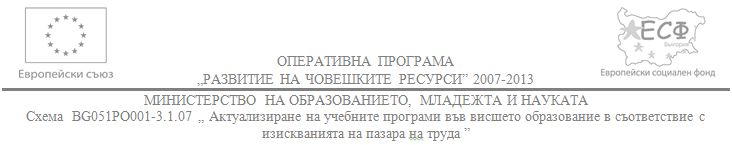 ЕСФ
България
Европейски съюз
Европейски социален фонд
ОПЕРАТИВНА ПРОГРАМА
„РАЗВИТИЕ НА ЧОВЕШКИТЕ РЕСУРСИ” 2007-2013
МИНИСТЕРСТВО НА ОБРАЗОВАНИЕТО, МЛАДЕЖТА И НАУКАТА
Схема BG051PO001-3.1.07 „ Актуализиране на учебните програми във висшето образование в съответствие с
изискванията на пазара на труда ”